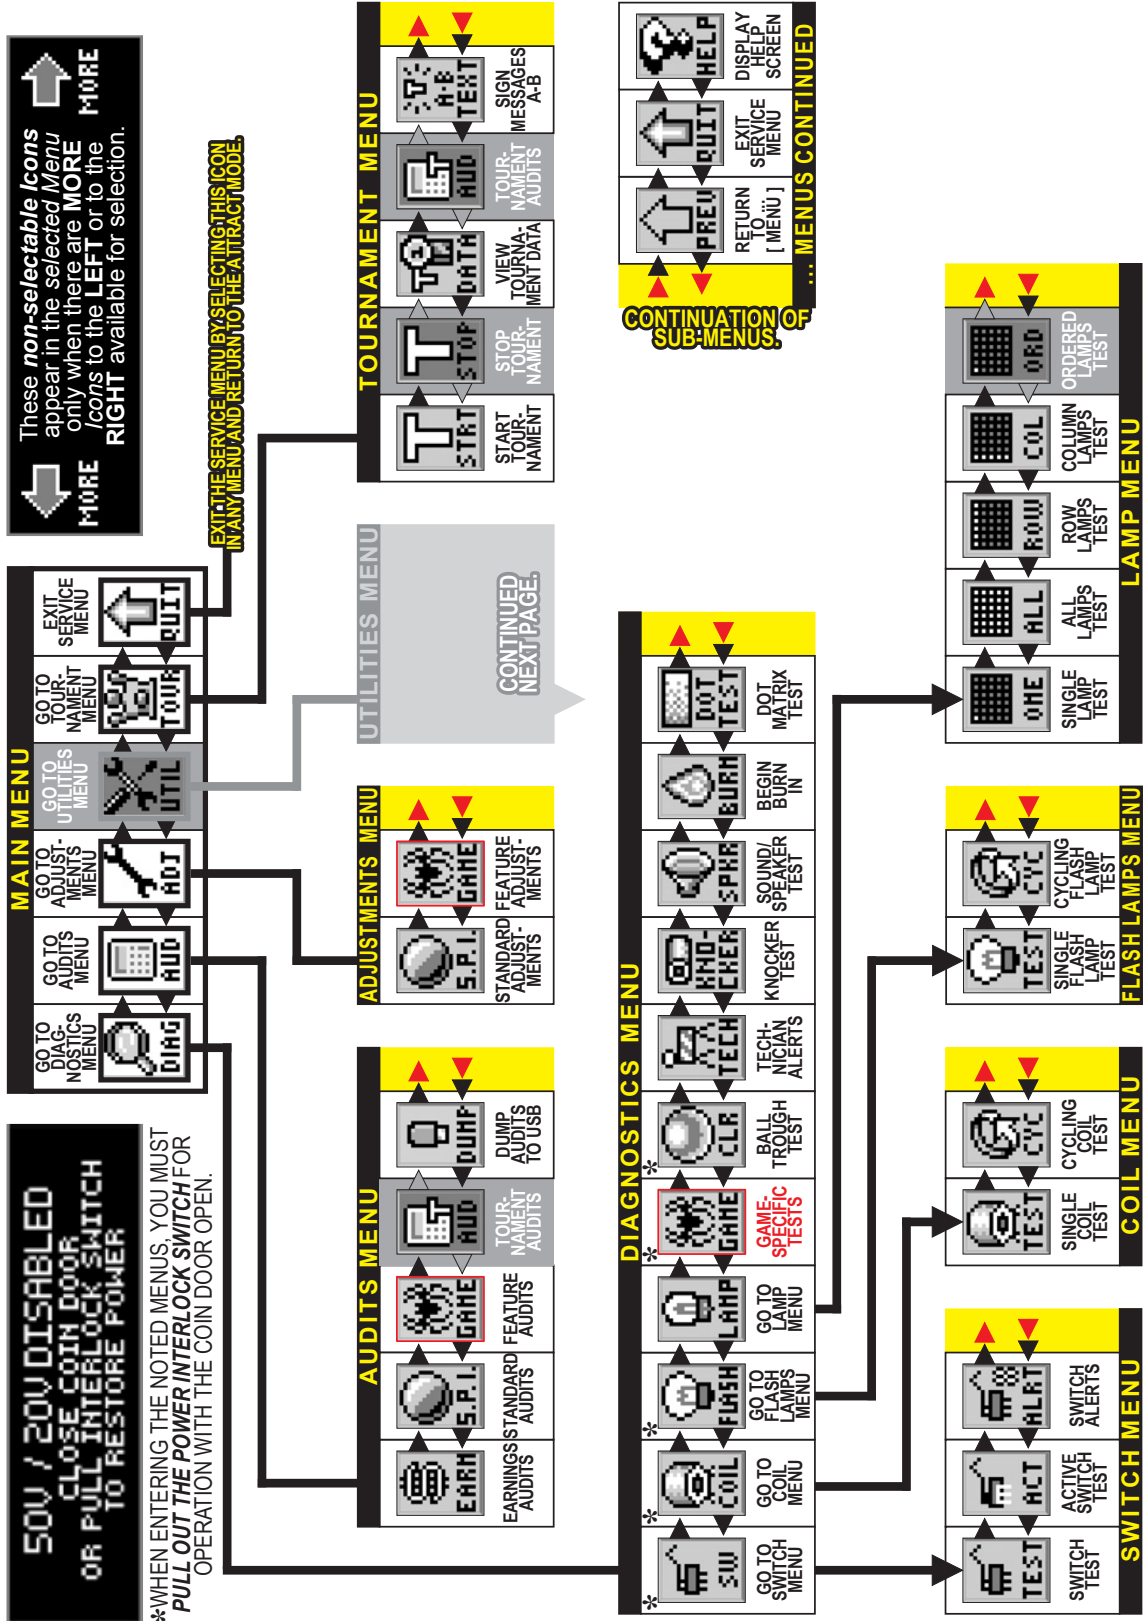 50V / 20V DISABLED
CLOSE COIN DOOR
OR PULL INTERLOCK SWITCH
TO RESTORE POWER
*WHEN ENTERING THE NOTED MENUS, YOU MUST
PULL OUT THE POWER INTERLOCK SWITCH FOR
OPERATION WITH THE COIN DOOR OPEN.
MAIN MENU
GO TO
DIAG-
NOSTICS
MENU
DIAG
GO TO
AUDITS
MENU
AUD
GO TO
ADJUST-
MENTS
MENU
ADJ
GO TO
UTILITIES
MENU
UTIL
GO TO
TOUR-
NAMENT
MENU
TOUR
EXIT
SERVICE
MENU
QUIT
MORE
These non-selectable Icons
appear in the selected Menu
only when there are MORE
Icons to the LEFT or to the
RIGHT available for selection.
MORE
EXIT THE SERVICE MENU BY SELECTING THIS ICON
IN ANY MENU AND RETURN TO THE ATTRACT MODE.
AUDITS MENU
EARN
EARNINGS
AUDITS
S.P.I.
STANDARD
AUDITS
GAME
FEATURE
AUDITS
AUD
TOUR-
NAMENT
AUDITS
DUMP
DUMP
AUDITS
TO USB
ADJUSTMENTS MENU
S.P.I.
STANDARD
ADJUST-
MENTS
GAME
FEATURE
ADJUST-
MENTS
UTILITIES MENU
CONTINUED
NEXT PAGE.
TOURNAMENT MENU
STRT
START
TOUR-
NAMENT
STOP
STOP
TOUR-
NAMENT
DATA
VIEW
TOURNA-
MENT DATA
AUD
TOUR-
NAMENT
AUDITS
A-B
TEXT
SIGN
MESSAGES
A-B
DIAGNOSTICS MENU
*
SW
GO TO
SWITCH
MENU
*
COIL
GO TO
COIL
MENU
*
FLASH
GO TO
FLASH
LAMPS
MENU
LAMP
GO TO
LAMP
MENU
*
GAME
GAME-
SPECIFIC
TESTS
*
CLR
BALL
TROUGH
TEST
TECH
TECH-
NICIAN
ALERTS
KNO-
CKER
KNOCKER
TEST
SPKR
SOUND/
SPEAKER
TEST
BURN
BEGIN
BURN
IN
DOT
TEST
DOT
MATRIX
TEST
CONTINUATION OF
SUB-MENUS.
PREV
RETURN
TO ...
[ MENU ]
QUIT
EXIT
SERVICE
MENU
HELP
DISPLAY
HELP
SCREEN
... MENUS CONTINUED
TEST
SWITCH
TEST
ACT
ACTIVE
SWITCH
TEST
ALRT
SWITCH
ALERTS
SWITCH MENU
TEST
SINGLE
COIL
TEST
CYC
CYCLING
COIL
TEST
COIL MENU
TEST
SINGLE
FLASH
LAMP
TEST
CYC
CYCLING
FLASH
LAMP
TEST
FLASH LAMPS MENU
ONE
SINGLE
LAMP
TEST
ALL
ALL
LAMPS
TEST
ROW
ROW
LAMPS
TEST
COL
COLUMN
LAMPS
TEST
ORD
ORDERED
LAMPS
TEST
LAMP MENU